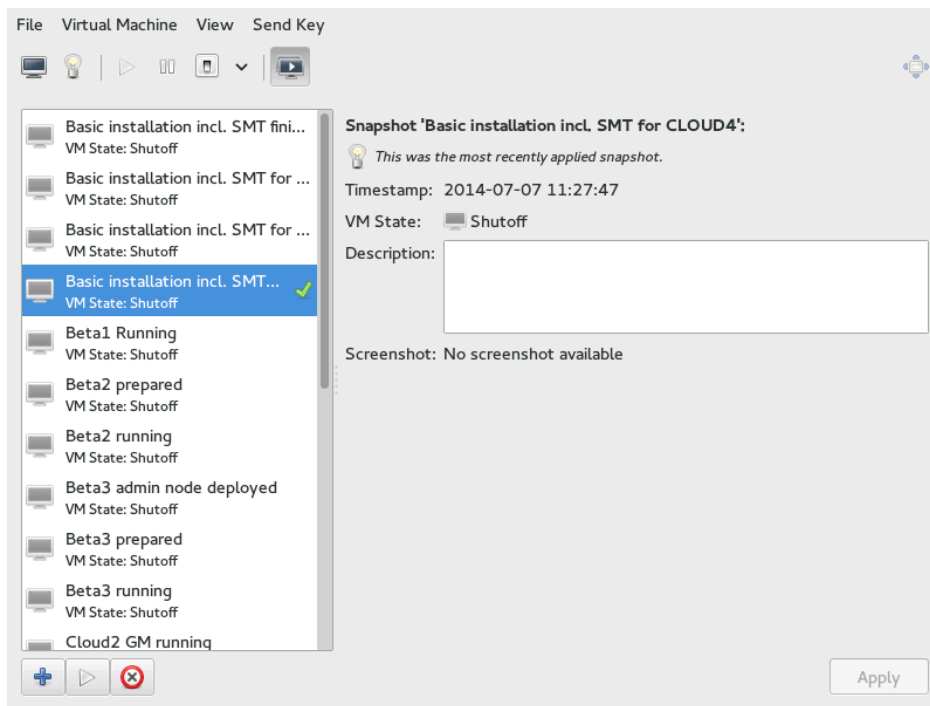 File Virtual Machine View Send Key
Basic installation incl. SMT fini...
VM State: Shutoff
Basic installation incl. SMT for ...
VM State: Shutoff
Basic installation incl. SMT for ...
VM State: Shutoff
Basic installation incl. SMT...
VM State: Shutoff
Beta1 Running
VM State: Shutoff
Beta2 prepared
VM State: Shutoff
Beta2 running
VM State: Shutoff
Beta3 admin node deployed
VM State: Shutoff
Beta3 prepared
VM State: Shutoff
Beta3 running
VM State: Shutoff
Cloud2 GM running
Snapshot 'Basic installation incl. SMT for CLOUD4':
This was the most recently applied snapshot.
Timestamp: 2014-07-07 11:27:47
VM State: Shutoff
Description:
Screenshot: No screenshot available
Apply